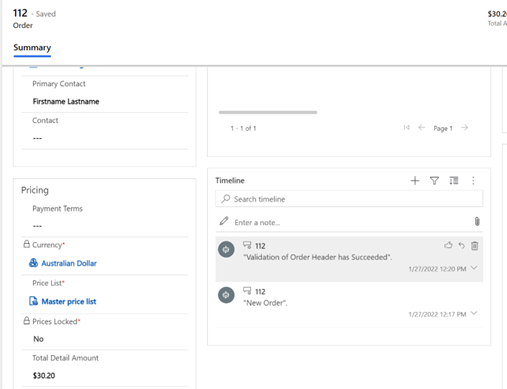 112 - Saved
Order
$30.20
Total A
Summary
Primary Contact
Firstname Lastname
Contact
---
1 - 1 of 1
Page 1
Pricing
Payment Terms
---
Currency*
Australian Dollar
Price List*
Master price list
Prices Locked*
No
Total Detail Amount
$30.20
Timeline
Search timeline
Enter a note...
112
"Validation of Order Header has Succeeded".
1/27/2022 12:20 PM
112
"New Order".
1/27/2022 12:17 PM